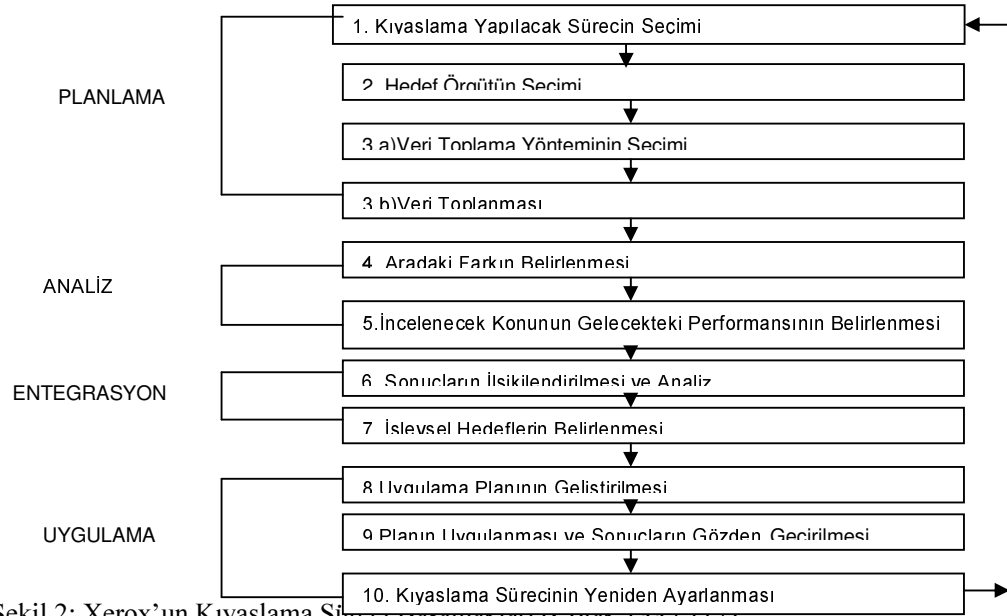 1. Kıyaslama Yapılacak Sürecin Seçimi
PLANLAMA
2. Hedef Örgütün Seçimi
3.a)Veri Toplama Yönteminin Seçimi
3.b)Veri Toplanması
ANALİZ
4. Aradaki Farkın Belirlenmesi
5.İncelenecek Konunun Gelecekteki Performansının Belirlenmesi
ENTEGRASYON
6. Sonuçların İlşikilendirilmesi ve Analiz
7. İşlevsel Hedeflerin Belirlenmesi
UYGULAMA
8.Uygulama Planının Geliştirilmesi
9.Planın Uygulanması ve Sonuçların Gözden Geçirilmesi
10. Kıyaslama Sürecinin Yeniden Ayarlanması
Şekil 2: Xerox’un Kıyaslama